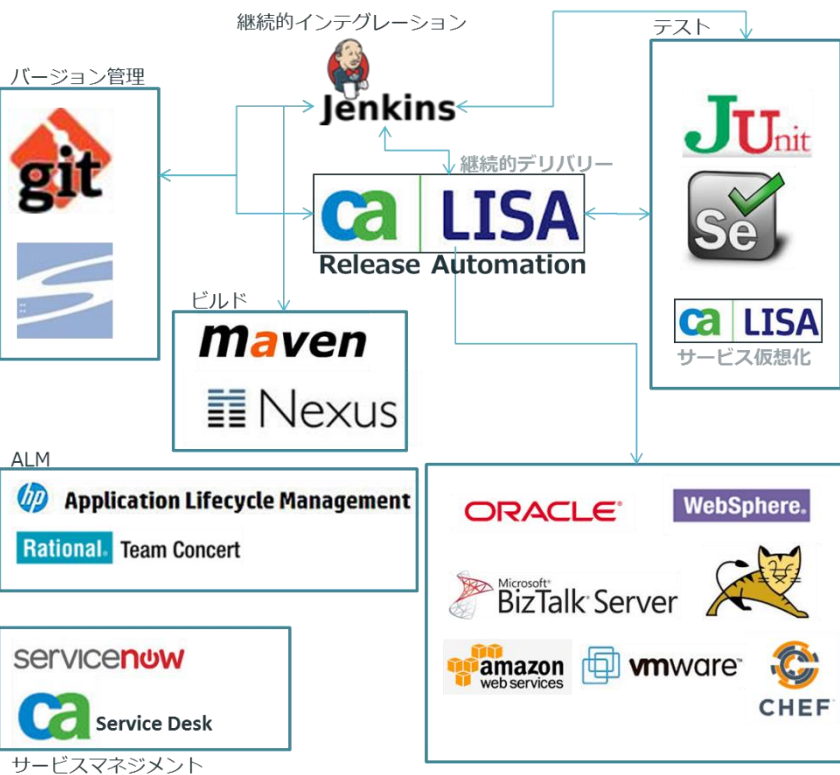 継続的インテグレーション
Jenkins
バージョン管理
git
テスト
JUnit
Se
ca LISA
サービス仮想化
継続的デリバリー
ca LISA
Release Automation
ビルド
maven
Nexus
ALM
hp Application Lifecycle Management
Rational. Team Concert
ORACLE
WebSphere.
Microsoft®
BizTalk Server
amazon
web services
vmware™
CHEF
servicenow
ca Service Desk
サービスマネジメント